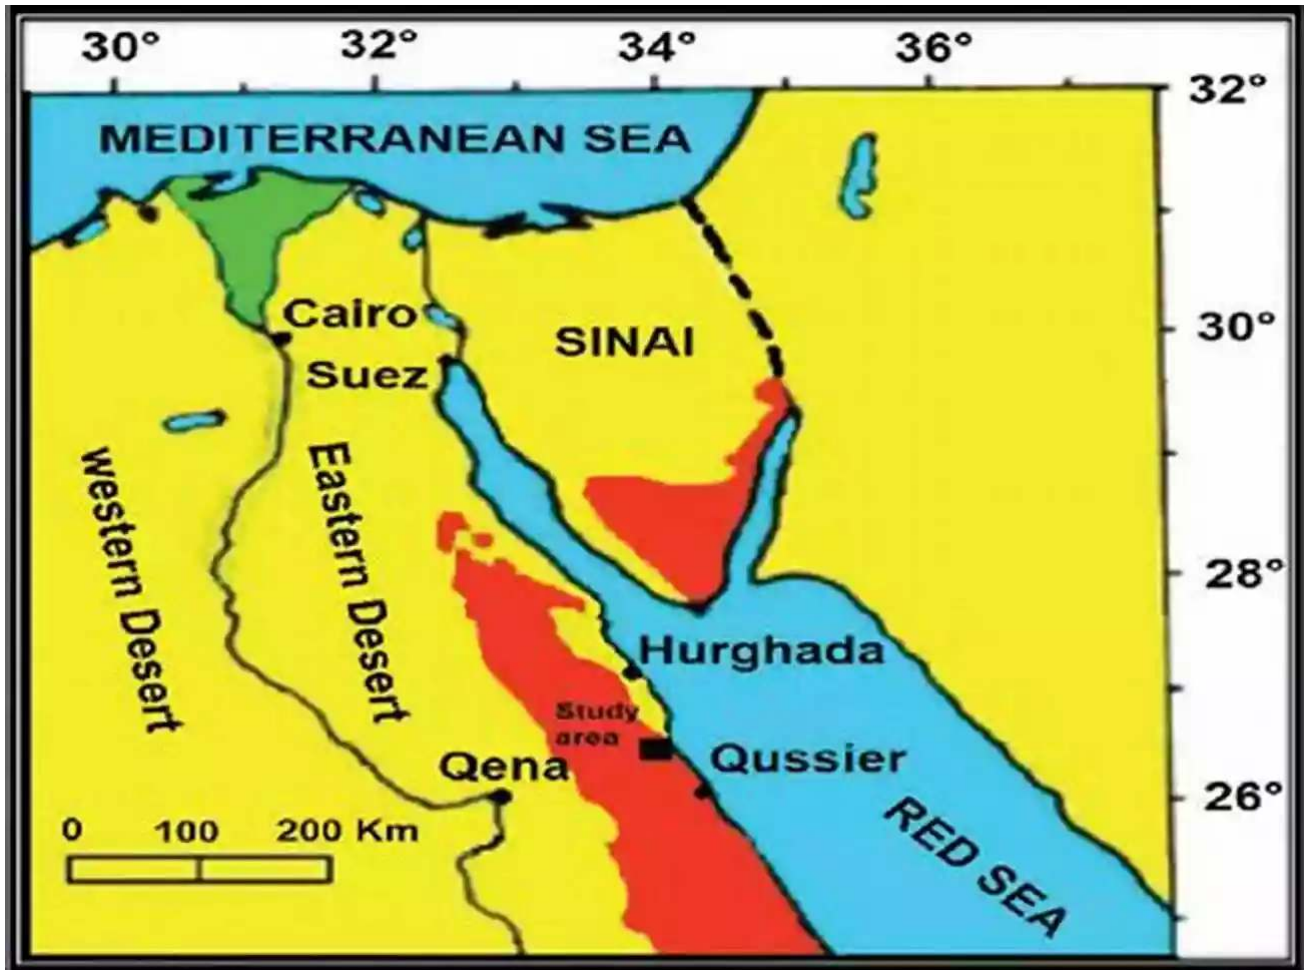 30° 32° 34° 36°
32°
MEDITERRANEAN SEA
Cairo
30°
SINAI
Suez
western Desert
Eastern Desert
28°
Hurghada
Study
area
Qena
Qussier
26°
RED SEA
0 100 200 Km